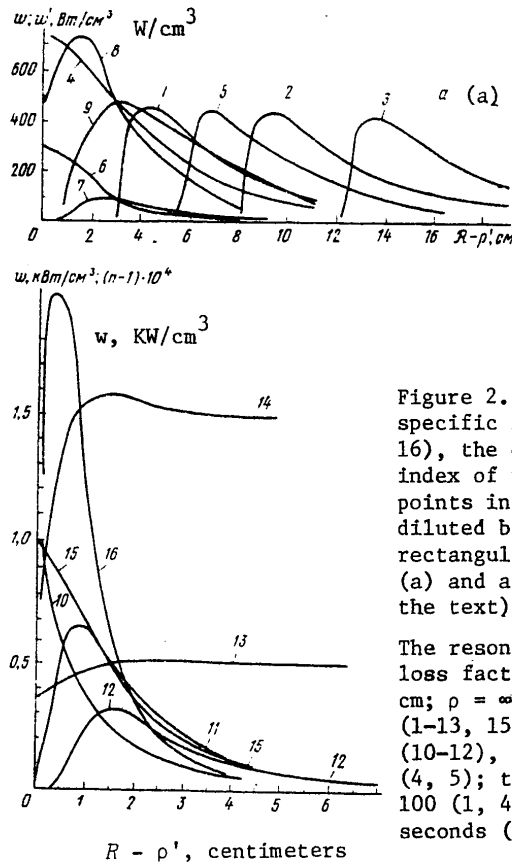 w; w', Вт/см³ W/cm³
600
400
200
8
4
9
1
5
2
3
6
7
a (a)
0 2 4 6 8 10 12 14 16 R-ρ', см
w, кВт/см³; (n-1)·10⁴
w, KW/cm³
1,5
1,0
0,5
14
15
16
10
13
12
11
15
12
0 1 2 3 4 5 6
R - ρ', centimeters
Figure 2.
specific
16), the
index of
points in
diluted b
rectangul
(a) and a
the text)
The reson
loss fact
cm; ρ = ∞
(1-13, 15
(10-12),
(4, 5); t
100 (1, 4
seconds (